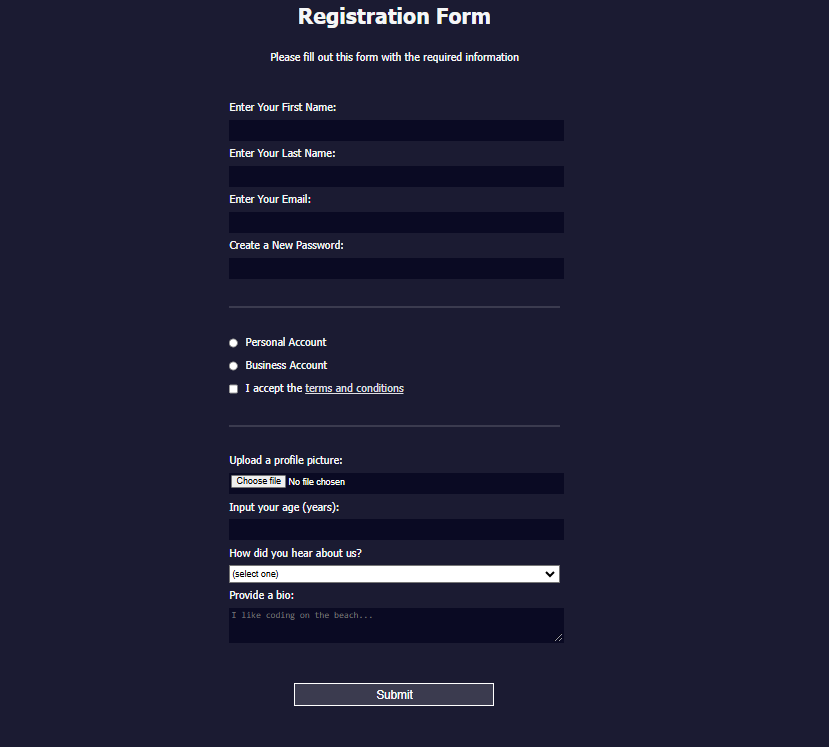 Registration Form
Please fill out this form with the required information
Enter Your First Name:
Enter Your Last Name:
Enter Your Email:
Create a New Password:
Personal Account
Business Account
I accept the terms and conditions
Upload a profile picture:
Choose file No file chosen
Input your age (years):
How did you hear about us?
(select one)
Provide a bio:
I like coding on the beach...
Submit